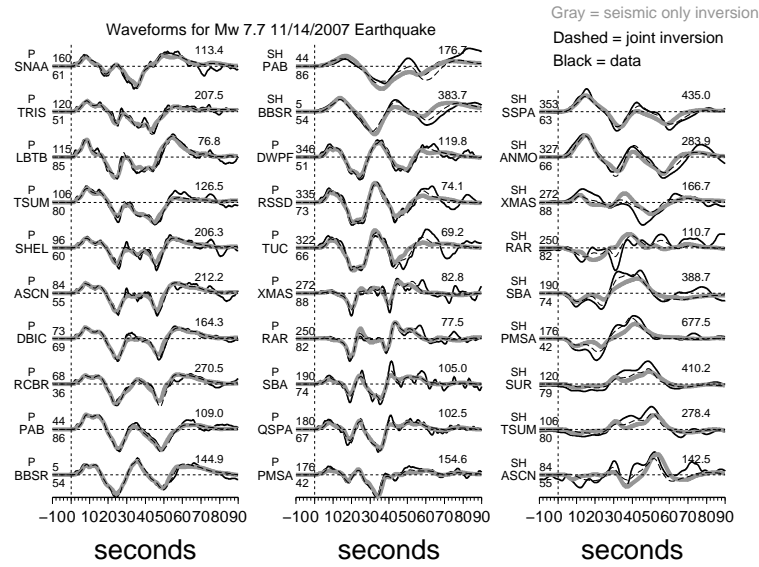 Gray = seismic only inversion
Waveforms for Mw 7.7 11/14/2007 Earthquake
Dashed = joint inversion
Black = data
P
SNAA 160 61 113.4
P
TRIS 120 51 207.5
P
LBTB 115 85 76.8
P
TSUM 106 80 126.5
P
SHEL 96 60 206.3
P
ASCN 84 55 212.2
P
DBIC 73 69 164.3
P
RCBR 68 36 270.5
P
PAB 44 86 109.0
P
BBSR 5 54 144.9
−100 102030405060708090
seconds
SH
PAB 44 86 176.7
SH
BBSR 5 54 383.7
P
DWPF 346 51 119.8
P
RSSD 335 73 74.1
P
TUC 322 66 69.2
P
XMAS 272 88 82.8
P
RAR 250 82 77.5
P
SBA 190 74 105.0
P
QSPA 180 67 102.5
P
PMSA 176 42 154.6
−100 102030405060708090
seconds
SH
SSPA 353 63 435.0
SH
ANMO 327 66 283.9
SH
XMAS 272 88 166.7
SH
RAR 250 82 110.7
SH
SBA 190 74 388.7
SH
PMSA 176 42 677.5
SH
SUR 120 79 410.2
SH
TSUM 106 80 278.4
SH
ASCN 84 55 142.5
−100 102030405060708090
seconds